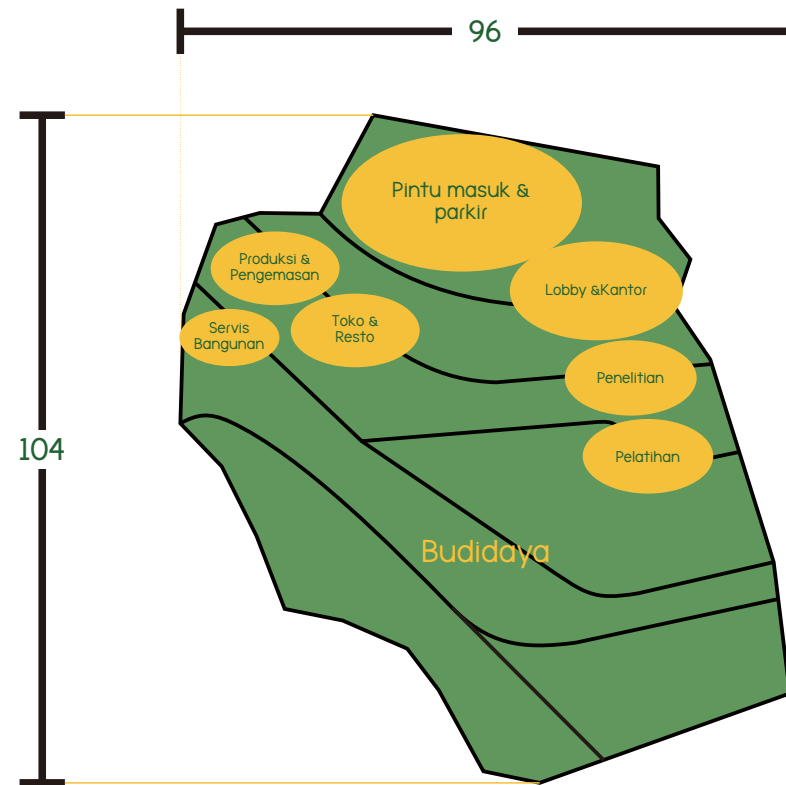 96
Pintu masuk &
parkir
Produksi &
Pengemasan
Lobby &Kantor
Servis
Bangunan
Toko &
Resto
Penelitian
104
Pelatihan
Budidaya